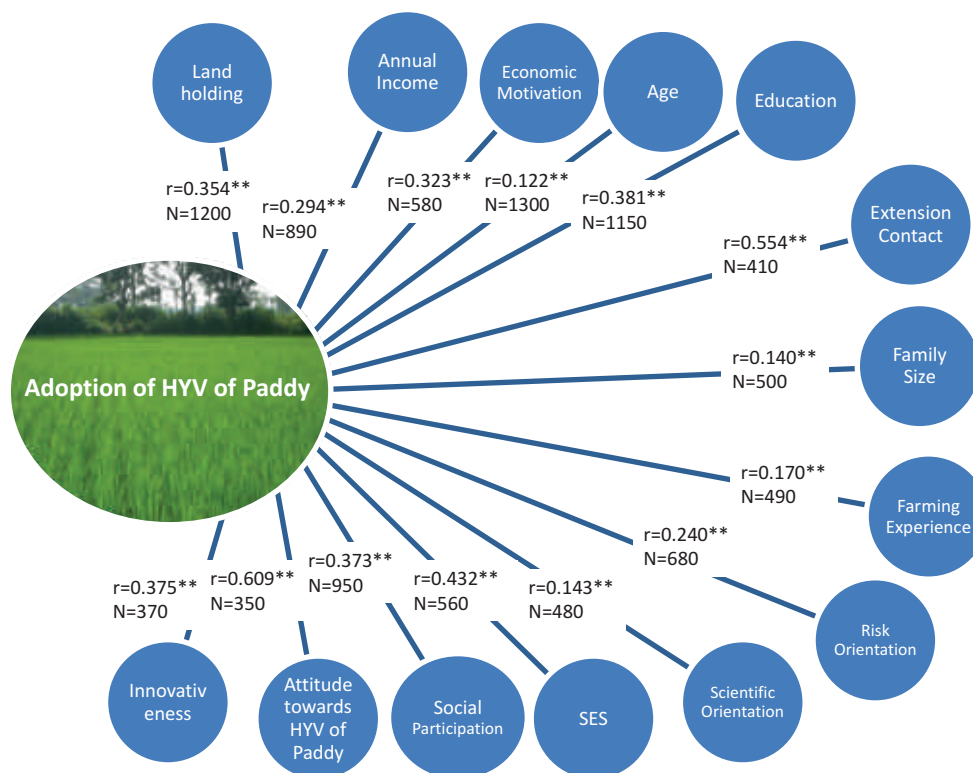 Land
holding
Annual
Income
Economic
Motivation
Age
Education
r=0.354**
N=1200
r=0.294**
N=890
r=0.323**
N=580
r=0.122**
N=1300
r=0.381**
N=1150
Extension
Contact
r=0.554**
N=410
Family
Size
r=0.140**
N=500
Adoption of HYV of Paddy
r=0.170**
N=490
Farming
Experience
r=0.240**
N=680
Risk
Orientation
r=0.375**
N=370
r=0.609**
N=350
r=0.373**
N=950
r=0.432**
N=560
r=0.143**
N=480
Innovativ
eness
Attitude
towards
HYV of
Paddy
Social
Participation
SES
Scientific
Orientation